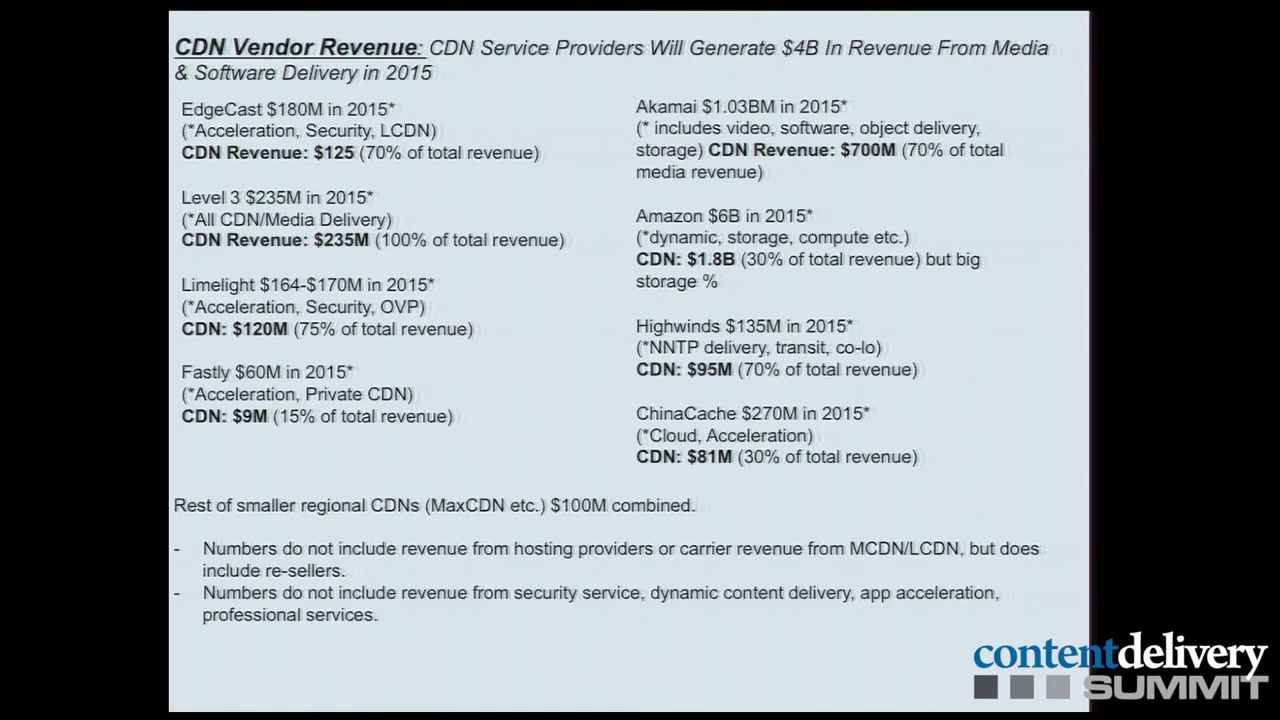 CDN Vendor Revenue: CDN Service Providers Will Generate $4B In Revenue From Media
& Software Delivery in 2015
EdgeCast $180M in 2015*
(*Acceleration, Security, LCDN)
CDN Revenue: $125 (70% of total revenue)
Level 3 $235M in 2015*
(*All CDN/Media Delivery)
CDN Revenue: $235M (100% of total revenue)
Limelight $164-$170M in 2015*
(*Acceleration, Security, OVP)
CDN: $120M (75% of total revenue)
Fastly $60M in 2015*
(*Acceleration, Private CDN)
CDN: $9M (15% of total revenue)
Akamai $1.03BM in 2015*
(* includes video, software, object delivery,
storage) CDN Revenue: $700M (70% of total
media revenue)
Amazon $6B in 2015*
(*dynamic, storage, compute etc.)
CDN: $1.8B (30% of total revenue) but big
storage %
Highwinds $135M in 2015*
(*NNTP delivery, transit, co-lo)
CDN: $95M (70% of total revenue)
ChinaCache $270M in 2015*
(*Cloud, Acceleration)
CDN: $81M (30% of total revenue)
Rest of smaller regional CDNs (MaxCDN etc.) $100M combined.
- Numbers do not include revenue from hosting providers or carrier revenue from MCDN/LCDN, but does
include re-sellers.
- Numbers do not include revenue from security service, dynamic content delivery, app acceleration,
professional services.
contentdelivery
SUMMIT